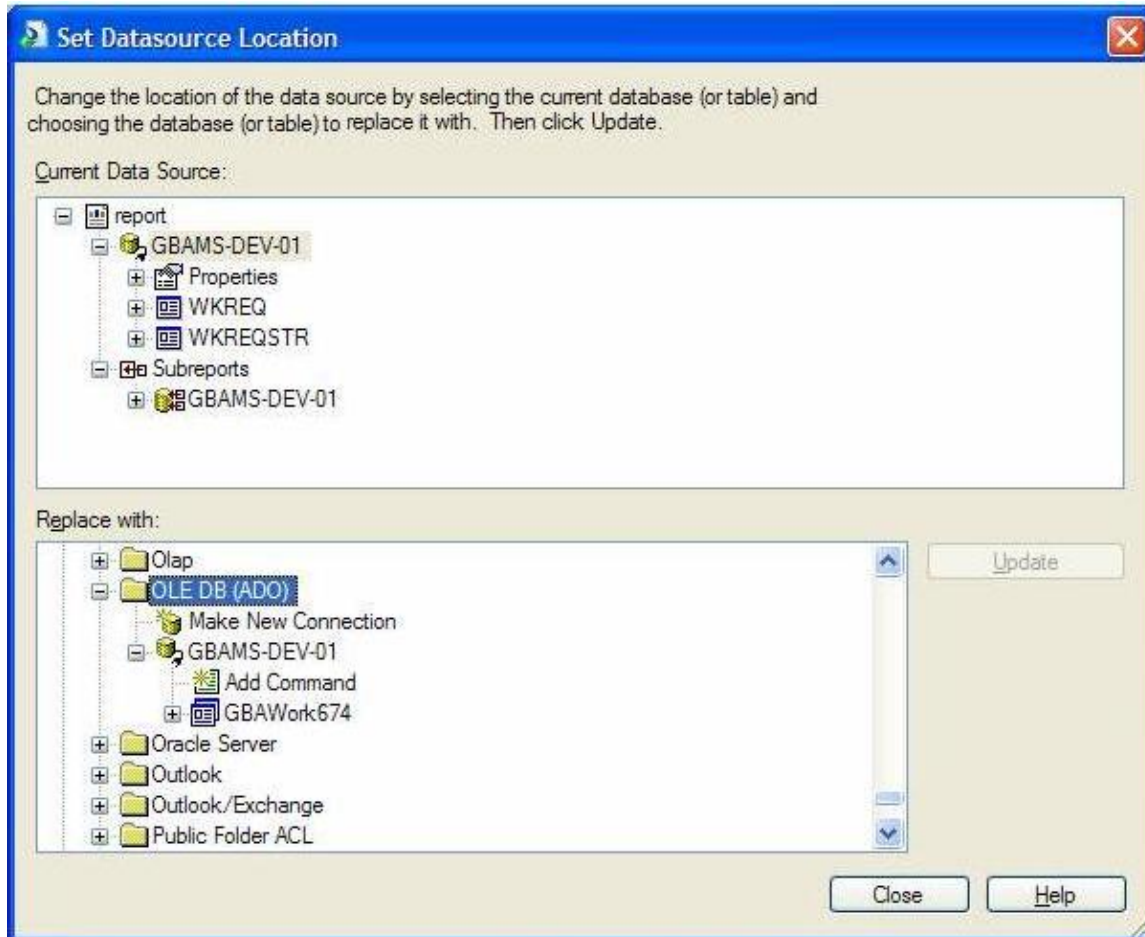 Set Datasource Location
Change the location of the data source by selecting the current database (or table) and
choosing the database (or table) to replace it with. Then click Update.
Current Data Source:
report
GBAMS-DEV-01
Properties
WKREQ
WKREQSTR
Subreports
GBAMS-DEV-01
Replace with:
Olap
OLE DB (ADO)
Make New Connection
GBAMS-DEV-01
Add Command
GBAWork674
Oracle Server
Outlook
Outlook/Exchange
Public Folder ACL
Update
Close
Help